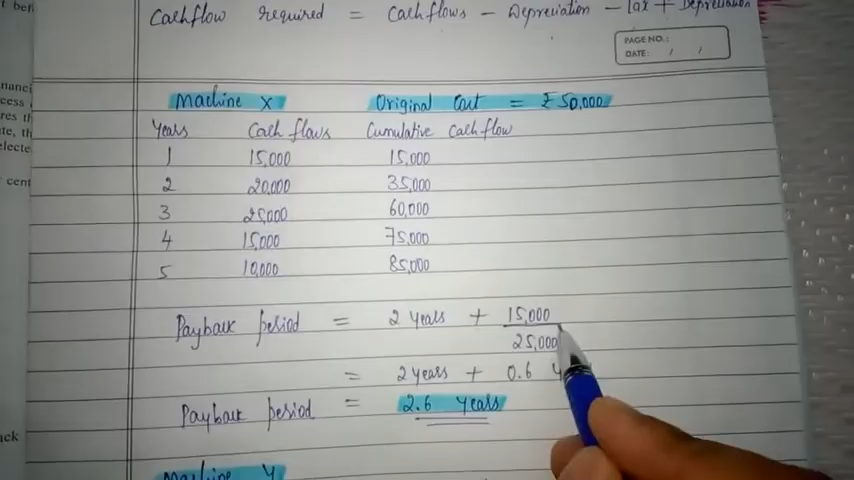 Cashflow required = Cashflows - Depreciation - Tax + Depreciation
PAGE NO.:
DATE: / /
Machine X Original Cost = ₹50,000
Years Cash flows Cumulative cashflow
1 15,000 15,000
2 20,000 35,000
3 25,000 60,000
4 15,000 75,000
5 10,000 85,000
Payback period = 2 years + 15,000
25,000
= 2 years + 0.6 y
Payback period = 2.6 years
Machine Y